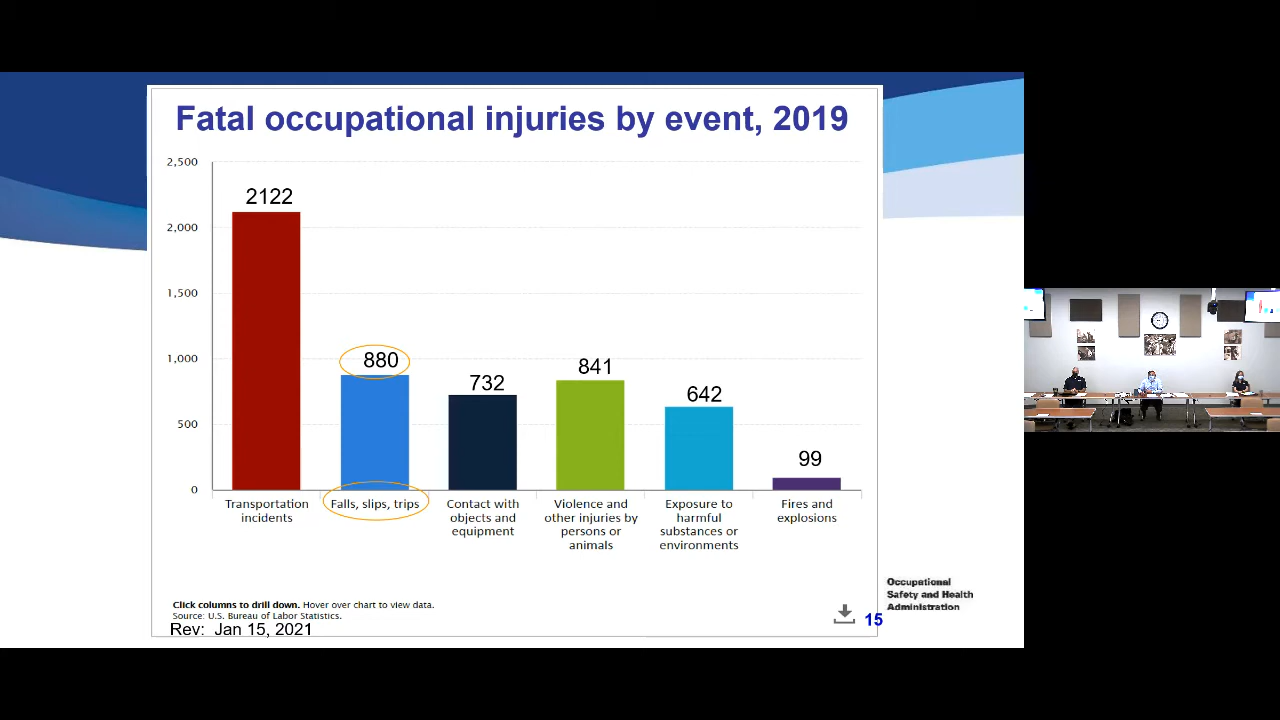 Fatal occupational injuries by event, 2019
2,500
2,000
1,500
1,000
500
0
2122
880
732
841
642
99
Transportation
incidents
Falls, slips, trips
Contact with
objects and
equipment
Violence and
other injuries by
persons or
animals
Exposure to
harmful
substances or
environments
Fires and
explosions
Click columns to drill down. Hover over chart to view data.
Source: U.S. Bureau of Labor Statistics.
Rev: Jan 15, 2021
15
Occupational
Safety and Health
Administration